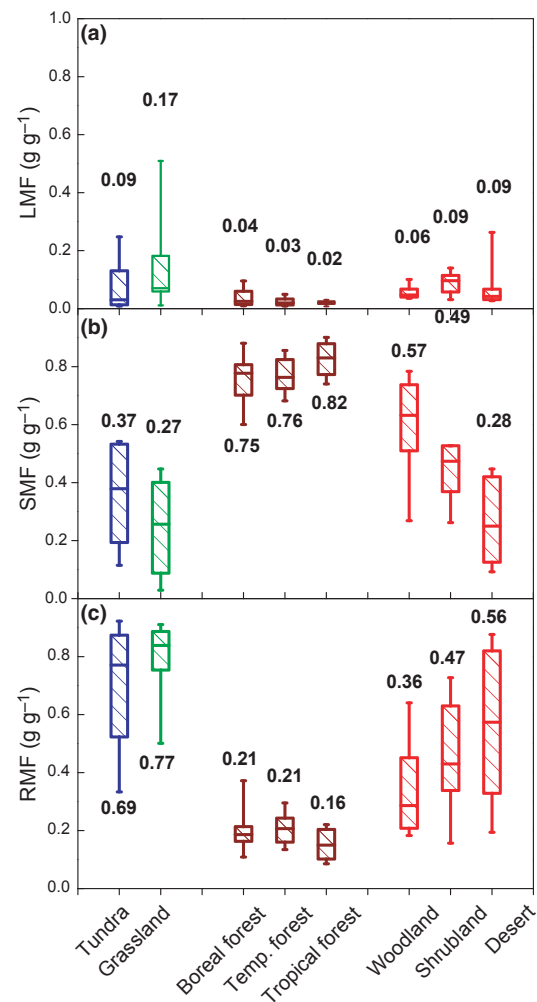 (a)
LMF (g g⁻¹)
1.0
0.8
0.6
0.4
0.2
0.0
0.09
0.17
0.04
0.03
0.02
0.06
0.09
0.09
(b)
SMF (g g⁻¹)
0.8
0.6
0.4
0.2
0.0
0.37
0.27
0.75
0.76
0.82
0.57
0.49
0.28
(c)
RMF (g g⁻¹)
0.8
0.6
0.4
0.2
0.0
0.69
0.77
0.21
0.21
0.16
0.36
0.47
0.56
Tundra
Grassland
Boreal forest
Temp. forest
Tropical forest
Woodland
Shrubland
Desert